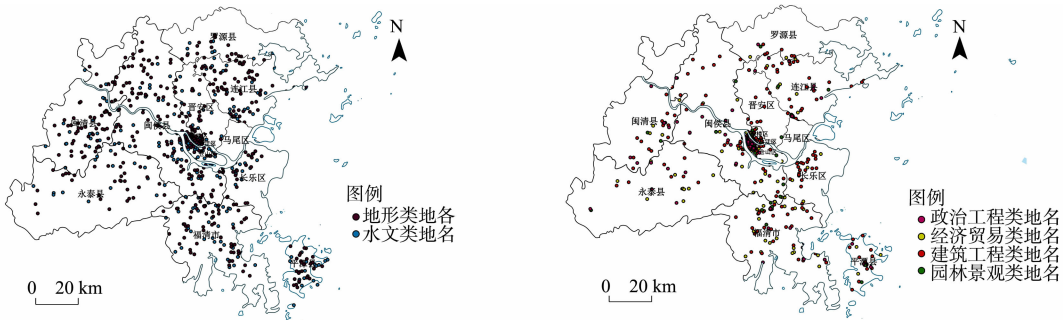 N
罗源县
连江县
晋安区
闽清县
闽侯县
马尾区
长乐区
永泰县
福清市
图例
地形类地各
水文类地名
0 20 km
N
罗源县
连江县
晋安区
闽清县
闽侯县
马尾区
长乐区
永泰县
福清市
图例
政治工程类地名
经济贸易类地名
建筑工程类地名
园林景观类地名
0 20 km